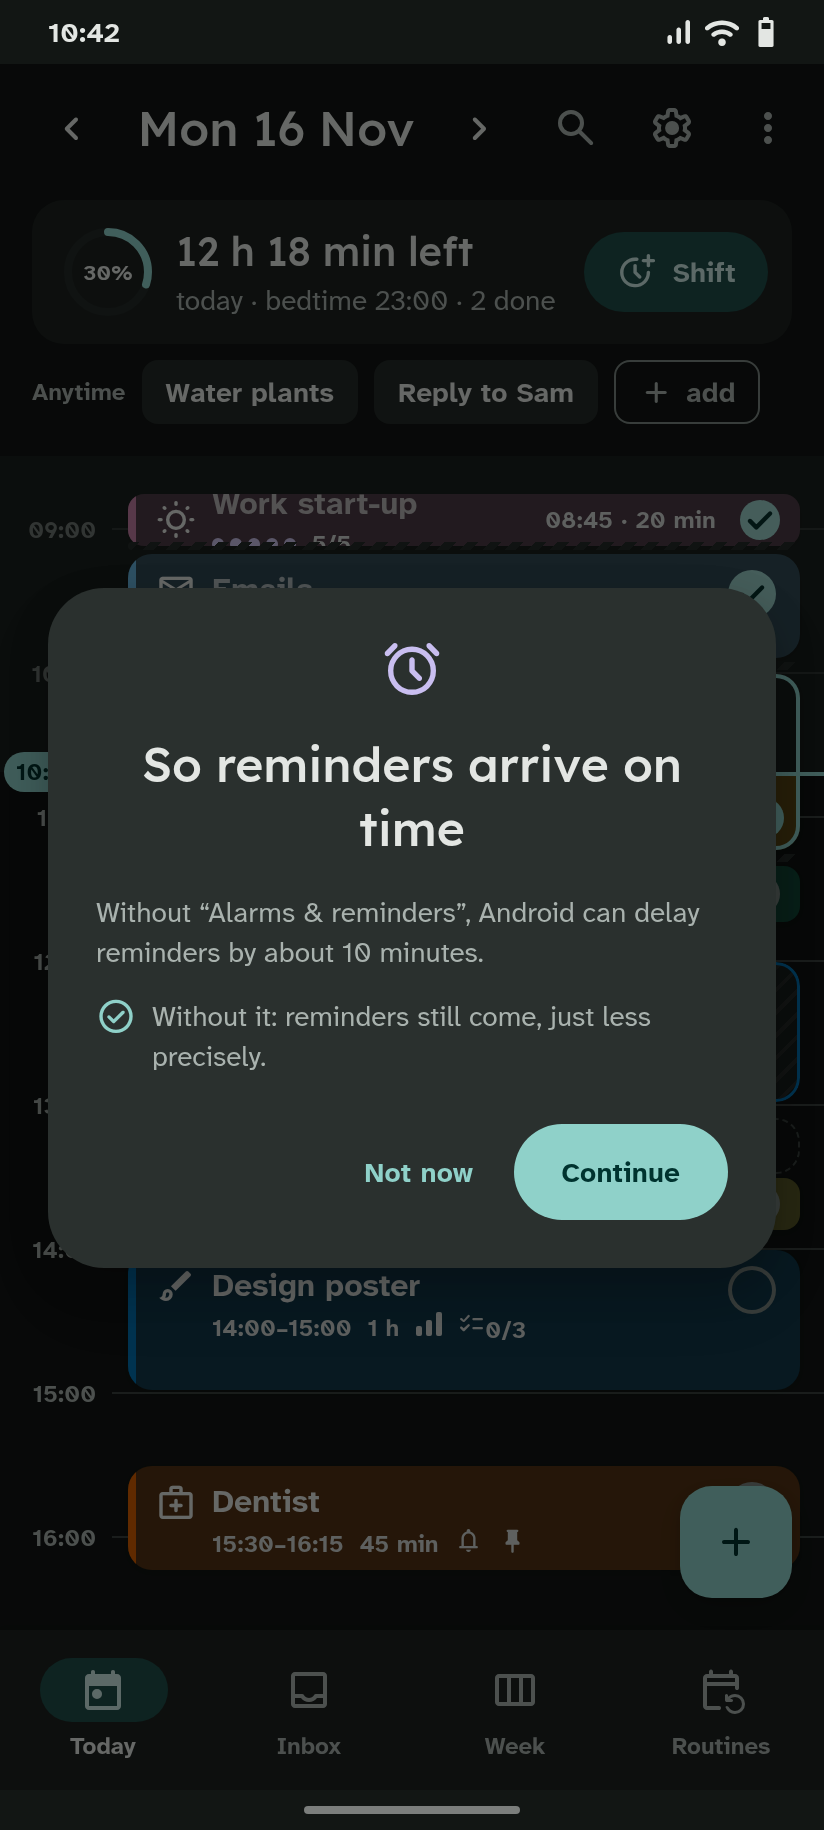 10:42
Mon 16 Nov
30%
12 h 18 min left
today · bedtime 23:00 · 2 done
Shift
Anytime
Water plants
Reply to Sam
add
09:00
Work start-up
5/5
08:45 · 20 min
Emails
So reminders arrive on
time
Without “Alarms & reminders”, Android can delay
reminders by about 10 minutes.
Without it: reminders still come, just less
precisely.
Not now
Continue
Design poster
14:00–15:00 1 h 0/3
15:00
Dentist
15:30–16:15 45 min
16:00
Today
Inbox
Week
Routines